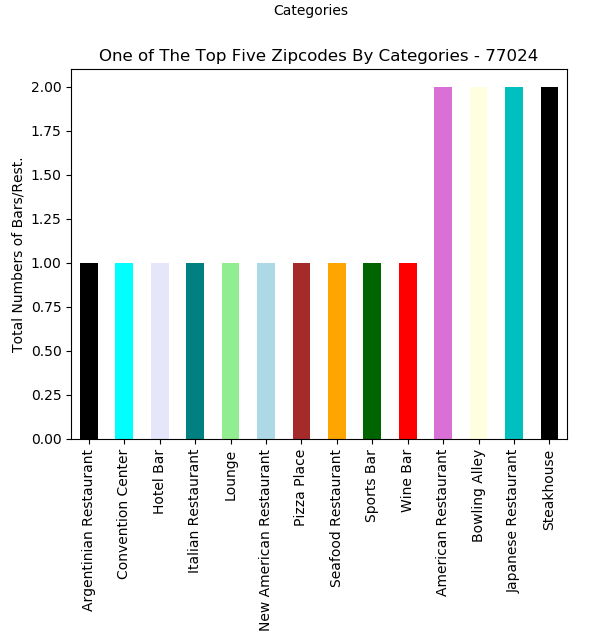 Categories
One of The Top Five Zipcodes By Categories - 77024
Total Numbers of Bars/Rest.
2.00
1.75
1.50
1.25
1.00
0.75
0.50
0.25
0.00
Argentinian Restaurant
Convention Center
Hotel Bar
Italian Restaurant
Lounge
New American Restaurant
Pizza Place
Seafood Restaurant
Sports Bar
Wine Bar
American Restaurant
Bowling Alley
Japanese Restaurant
Steakhouse